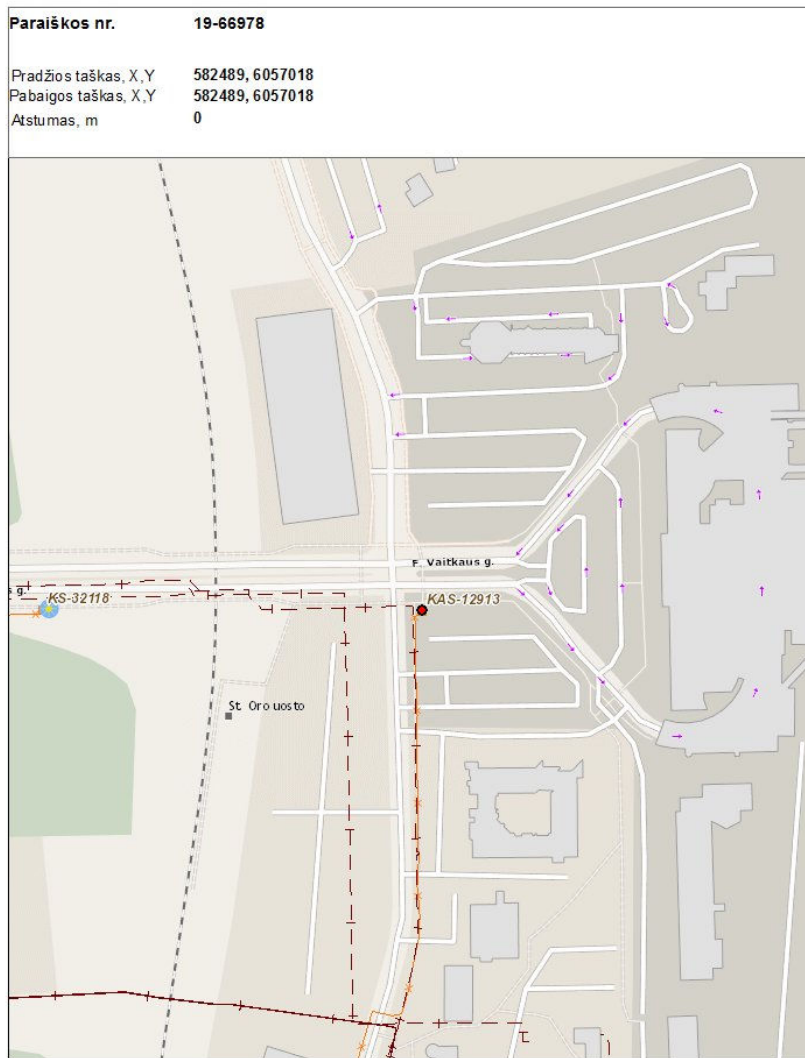 Paraiškos nr. 19-66978
Pradžios taškas, X,Y 582489, 6057018
Pabaigos taškas, X,Y 582489, 6057018
Atstumas, m 0
F. Vaitkaus g.
s g.
KS-32118
KAS-12913
St. Oro uosto